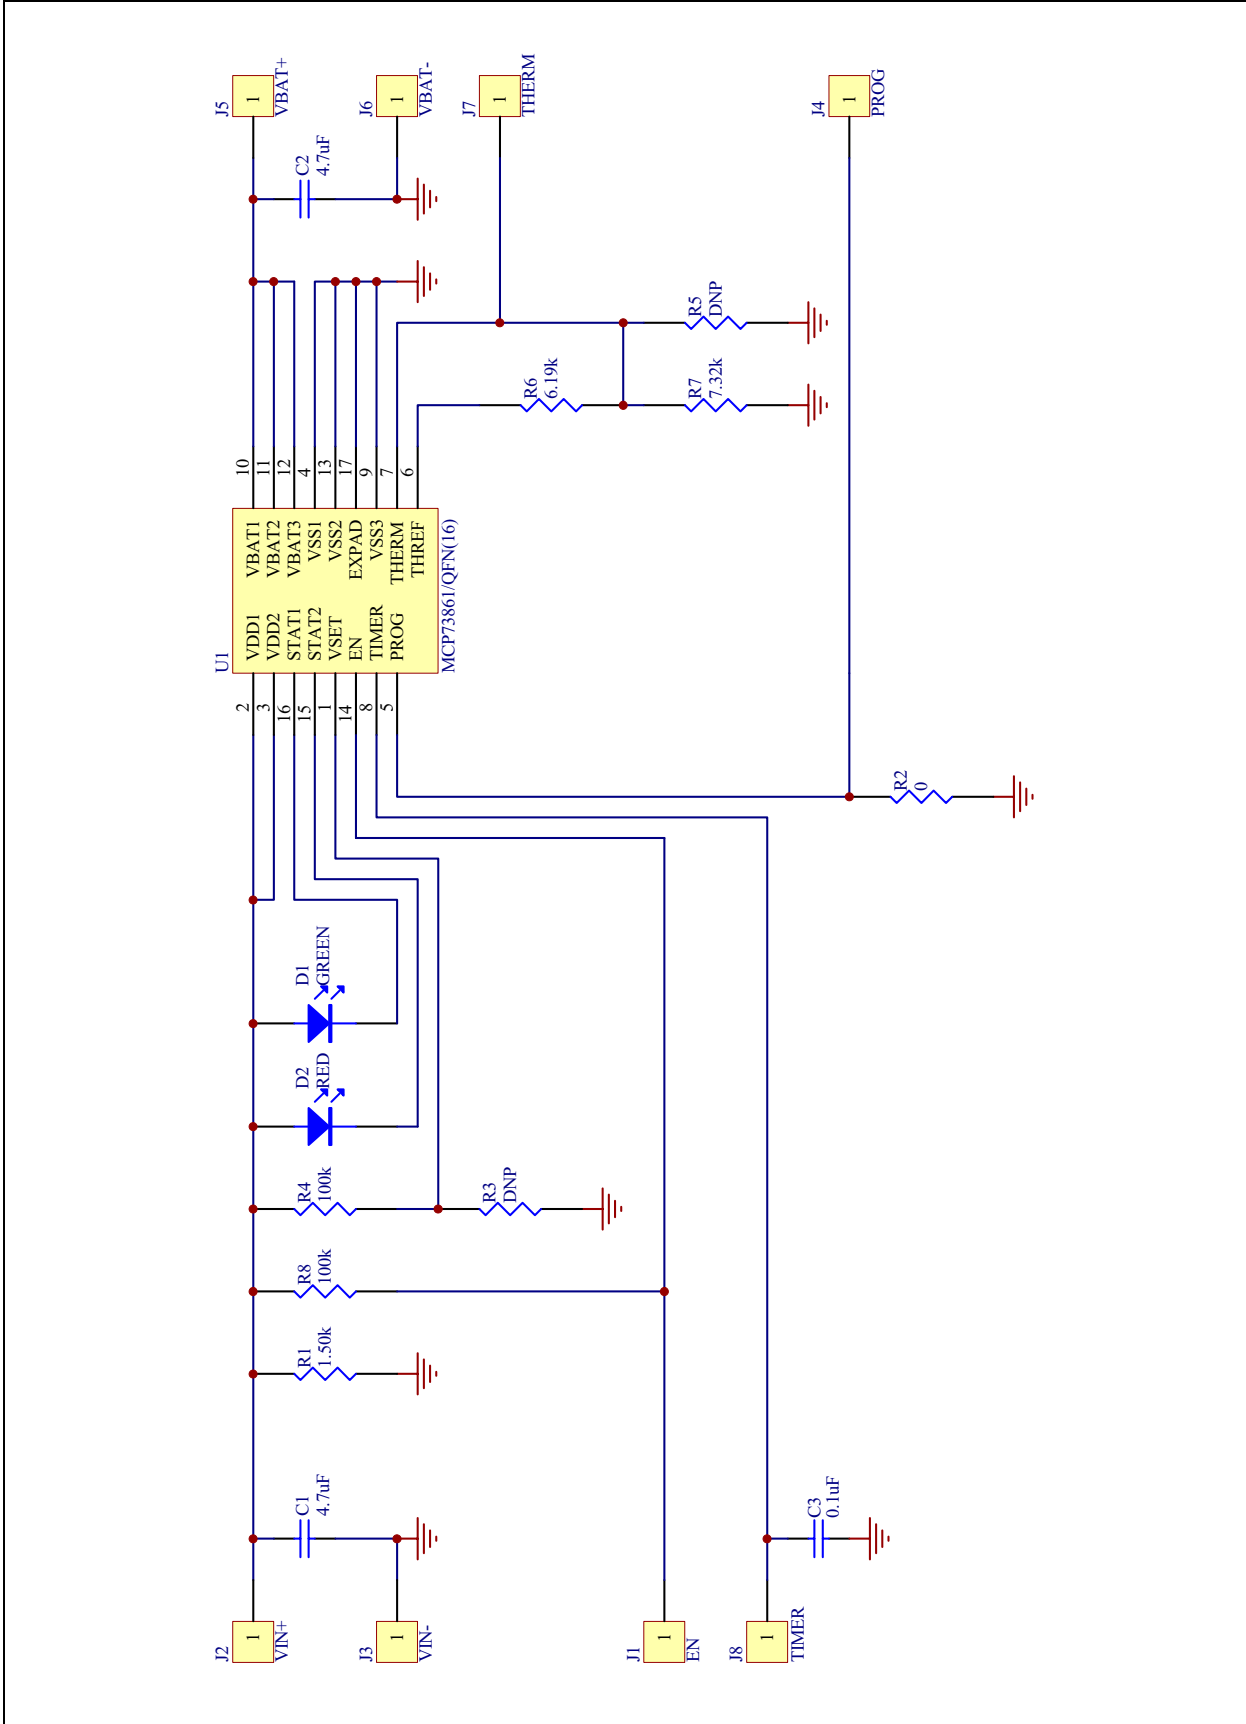 J5
1
VBAT+
J6
1
VBAT-
J7
1
THERM
J4
1
PROG
C2
4.7uF
R5
DNP
R6
6.19k
R7
7.32k
10
11
12
4
13
17
9
7
6
U1
VBAT1
VBAT2
VBAT3
VSS1
VSS2
EXPAD
VSS3
THERM
THREF
VDD1
VDD2
STAT1
STAT2
VSET
EN
TIMER
PROG
MCP73861/QFN(16)
2
3
16
15
1
14
8
5
R2
0
D1
GREEN
D2
RED
R4
100k
R3
DNP
R8
100k
R1
1.50k
C1
4.7uF
C3
0.1uF
J2
1
VIN+
J3
1
VIN-
J1
1
EN
J8
1
TIMER